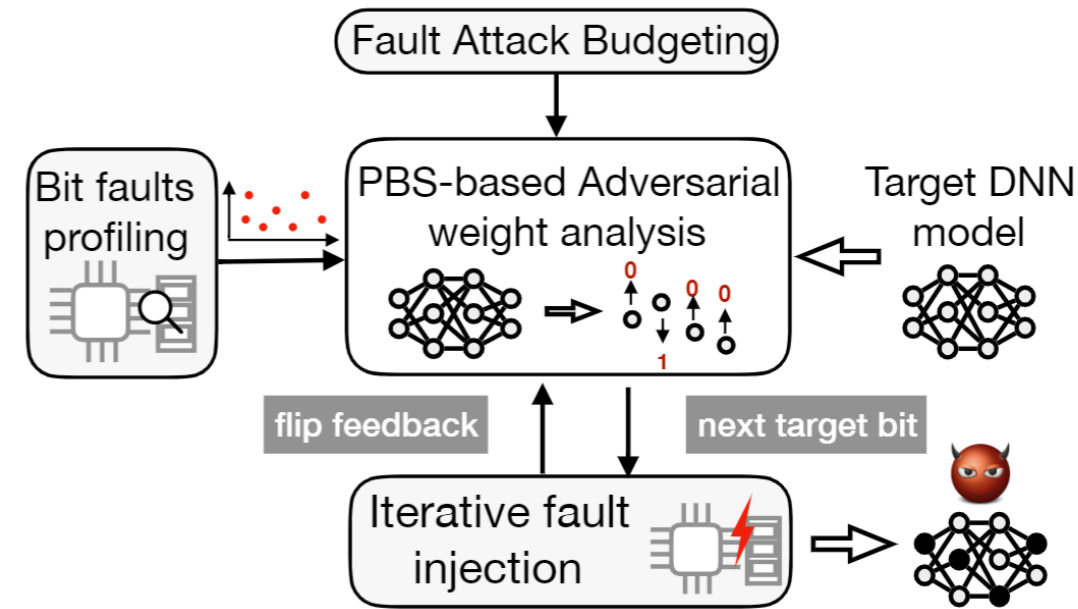 Fault Attack Budgeting
Bit faults
profiling
PBS-based Adversarial
weight analysis
0
0
0
1
Target DNN
model
flip feedback
next target bit
Iterative fault
injection